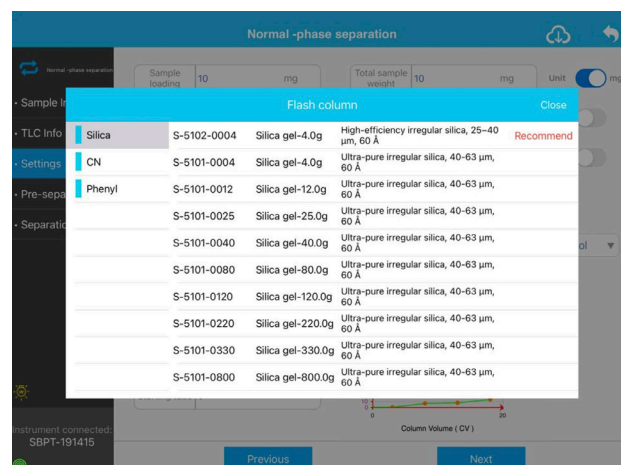 Normal -phase separation
Normal -phase separation
Sample loading 10 mg
Total sample weight 10 mg
Unit mg
• Sample
Flash column
Close
• TLC Info
• Settings
• Pre-sepa
• Separatio
Silica
CN
Phenyl
S-5102-0004 Silica gel-4.0g High-efficiency irregular silica, 25–40 μm, 60 Å Recommend
S-5101-0004 Silica gel-4.0g Ultra-pure irregular silica, 40-63 μm, 60 Å
S-5101-0012 Silica gel-12.0g Ultra-pure irregular silica, 40-63 μm, 60 Å
S-5101-0025 Silica gel-25.0g Ultra-pure irregular silica, 40-63 μm, 60 Å
S-5101-0040 Silica gel-40.0g Ultra-pure irregular silica, 40-63 μm, 60 Å
S-5101-0080 Silica gel-80.0g Ultra-pure irregular silica, 40-63 μm, 60 Å
S-5101-0120 Silica gel-120.0g Ultra-pure irregular silica, 40-63 μm, 60 Å
S-5101-0220 Silica gel-220.0g Ultra-pure irregular silica, 40-63 μm, 60 Å
S-5101-0330 Silica gel-330.0g Ultra-pure irregular silica, 40-63 μm, 60 Å
S-5101-0800 Silica gel-800.0g Ultra-pure irregular silica, 40-63 μm, 60 Å
ol
10
0
20
Column Volume ( CV )
Instrument connected:
SBPT-191415
Previous
Next